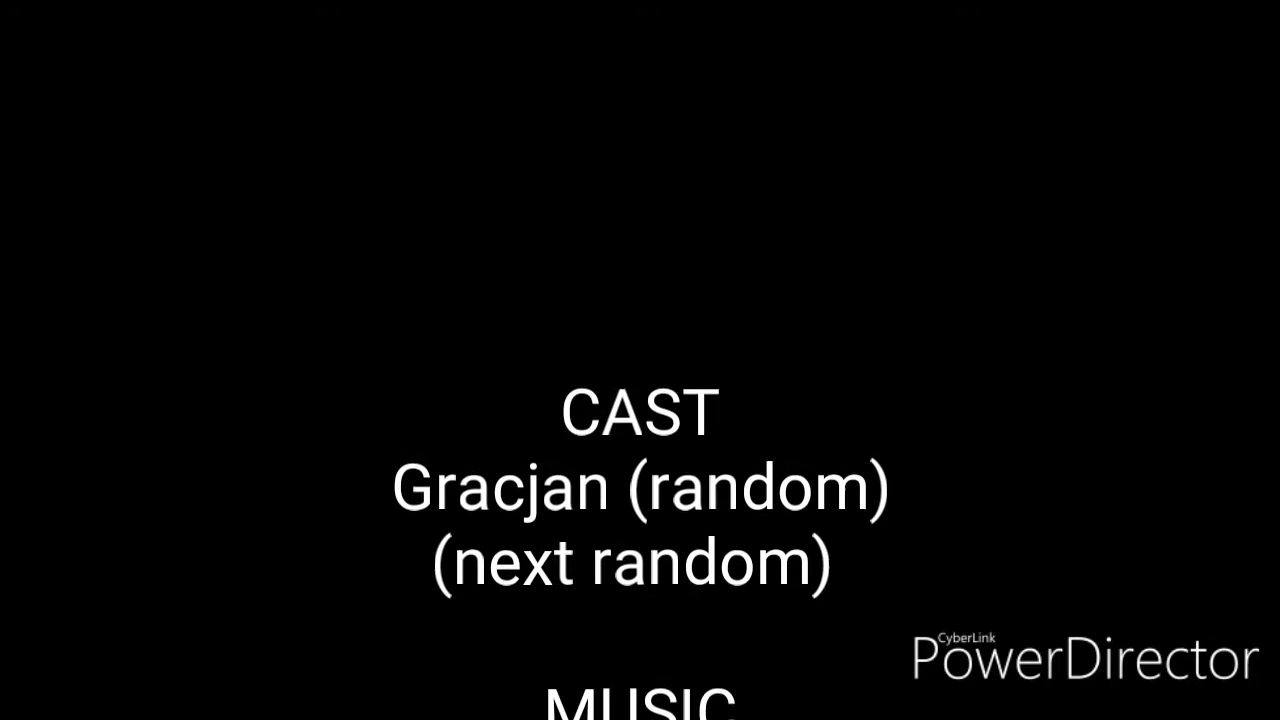 CAST
Gracjan (random)
(next random)
CyberLink
PowerDirector
MUSIC